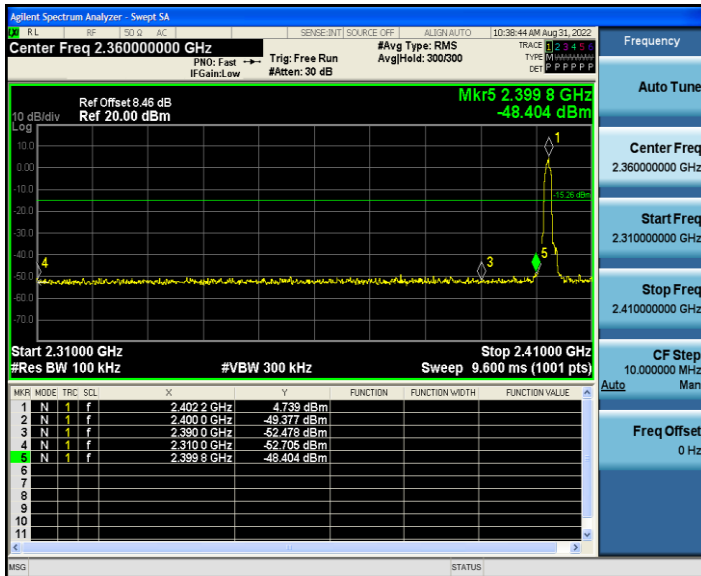 Agilent Spectrum Analyzer - Swept SA
RL RF 50 Ω AC SENSE:INT SOURCE OFF ALIGN AUTO 10:38:44 AM Aug 31, 2022
Center Freq 2.360000000 GHz
#Avg Type: RMS
TRACE 1 2 3 4 5 6
PNO: Fast Trig: Free Run Avg|Hold: 300/300
TYPE M
IFGain:Low #Atten: 30 dB
DET P P P P P P
Mkr5 2.399 8 GHz
-48.404 dBm
Ref Offset 8.46 dB
10 dB/div Ref 20.00 dBm
Log
10.0
0.00
-10.0
-15.26 dBm
-20.0
-30.0
-40.0
-50.0
-60.0
-70.0
1
4
3
5
Start 2.31000 GHz Stop 2.41000 GHz
#Res BW 100 kHz #VBW 300 kHz Sweep 9.600 ms (1001 pts)
MKR MODE TRC SCL X Y FUNCTION FUNCTION WIDTH FUNCTION VALUE
1 N 1 f 2.402 2 GHz 4.739 dBm
2 N 1 f 2.400 0 GHz -49.377 dBm
3 N 1 f 2.390 0 GHz -52.478 dBm
4 N 1 f 2.310 0 GHz -52.705 dBm
5 N 1 f 2.399 8 GHz -48.404 dBm
6
7
8
9
10
11
MSG STATUS
Frequency
Auto Tune
Center Freq
2.360000000 GHz
Start Freq
2.310000000 GHz
Stop Freq
2.410000000 GHz
CF Step
10.000000 MHz
Auto Man
Freq Offset
0 Hz